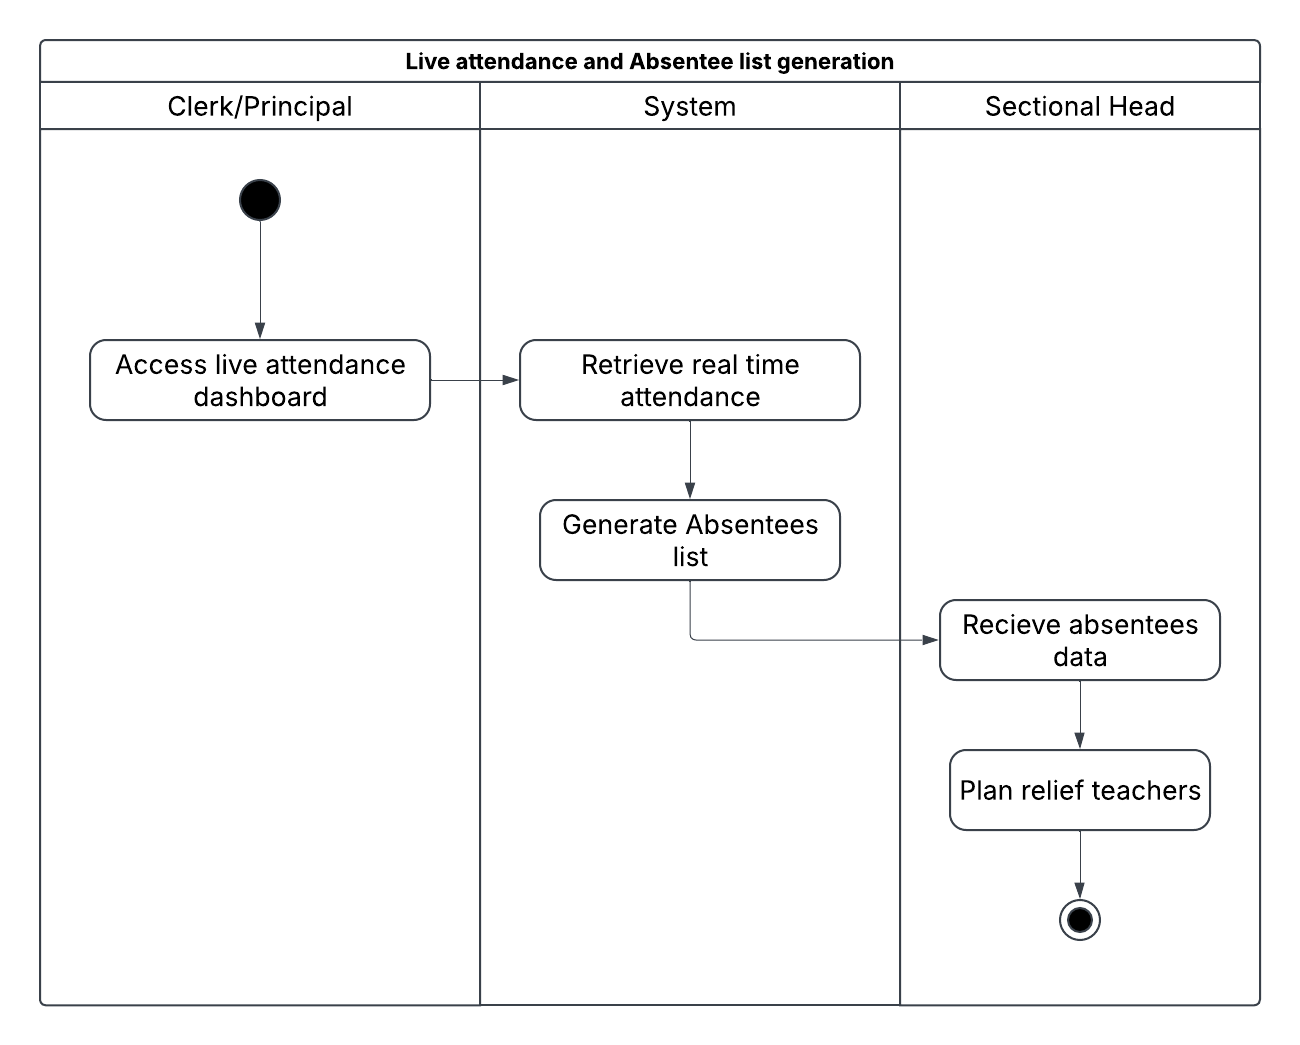 Live attendance and Absentee list generation
Clerk/Principal
System
Sectional Head
Access live attendance
dashboard
Retrieve real time
attendance
Generate Absentees
list
Recieve absentees
data
Plan relief teachers